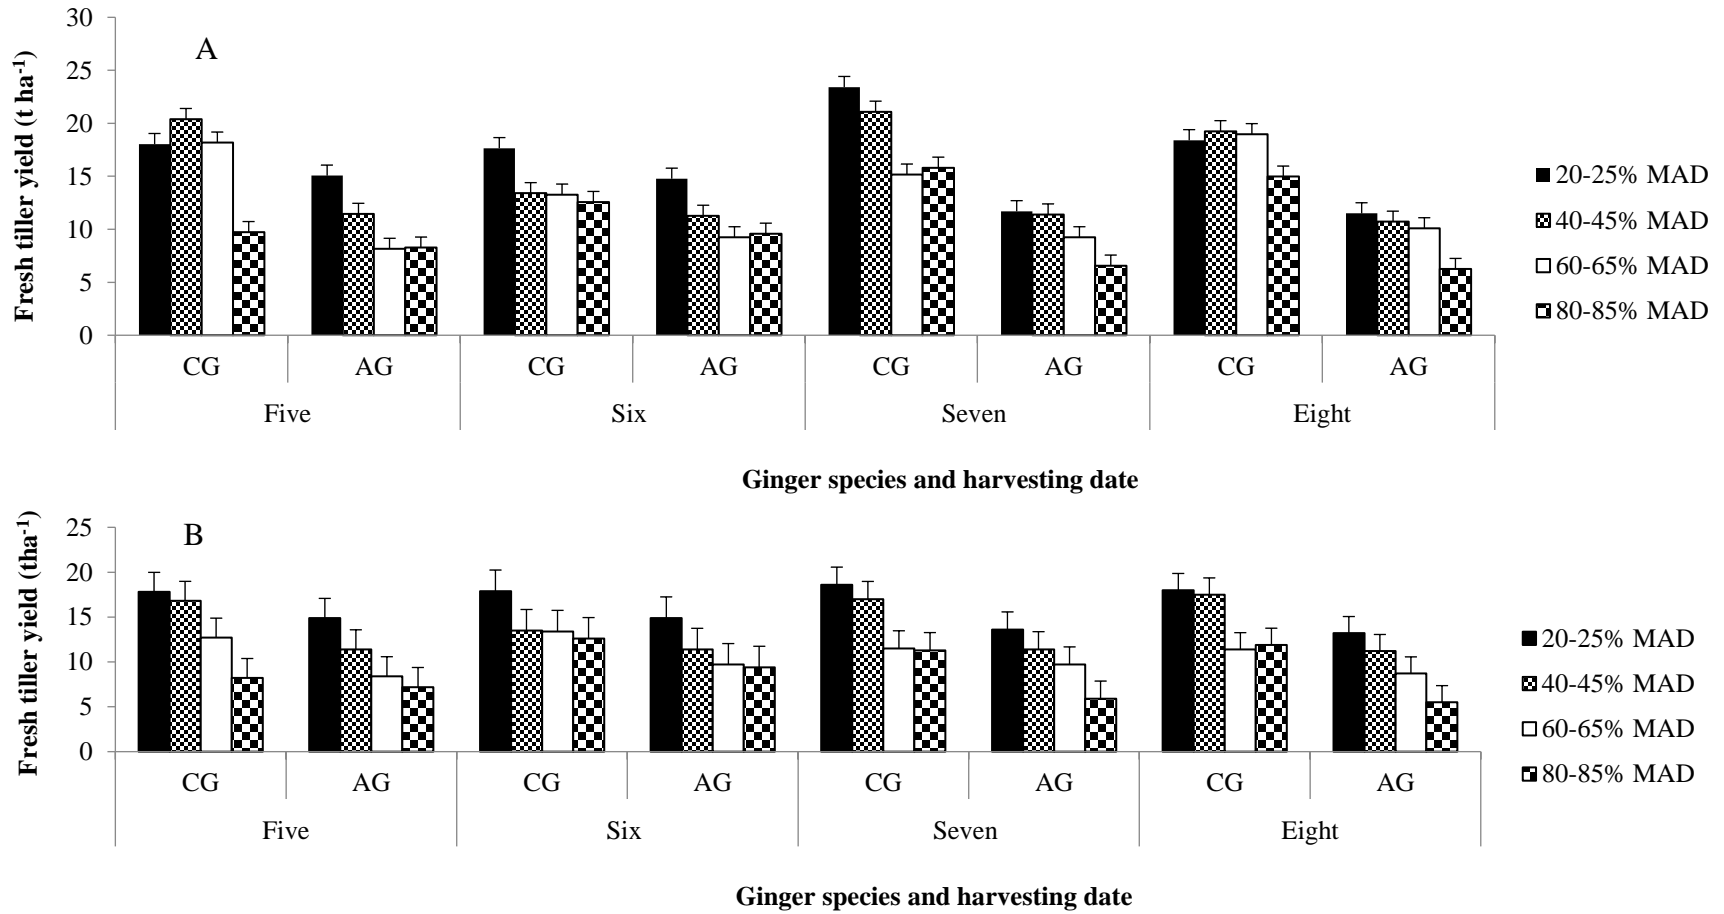 A
Fresh tiller yield (t ha-1)
30
25
20
15
10
5
0
CG AG CG AG CG AG CG AG
Five Six Seven Eight
Ginger species and harvesting date
20-25% MAD
40-45% MAD
60-65% MAD
80-85% MAD
B
Fresh tiller yield (tha-1)
25
20
15
10
5
0
CG AG CG AG CG AG CG AG
Five Six Seven Eight
Ginger species and harvesting date
20-25% MAD
40-45% MAD
60-65% MAD
80-85% MAD